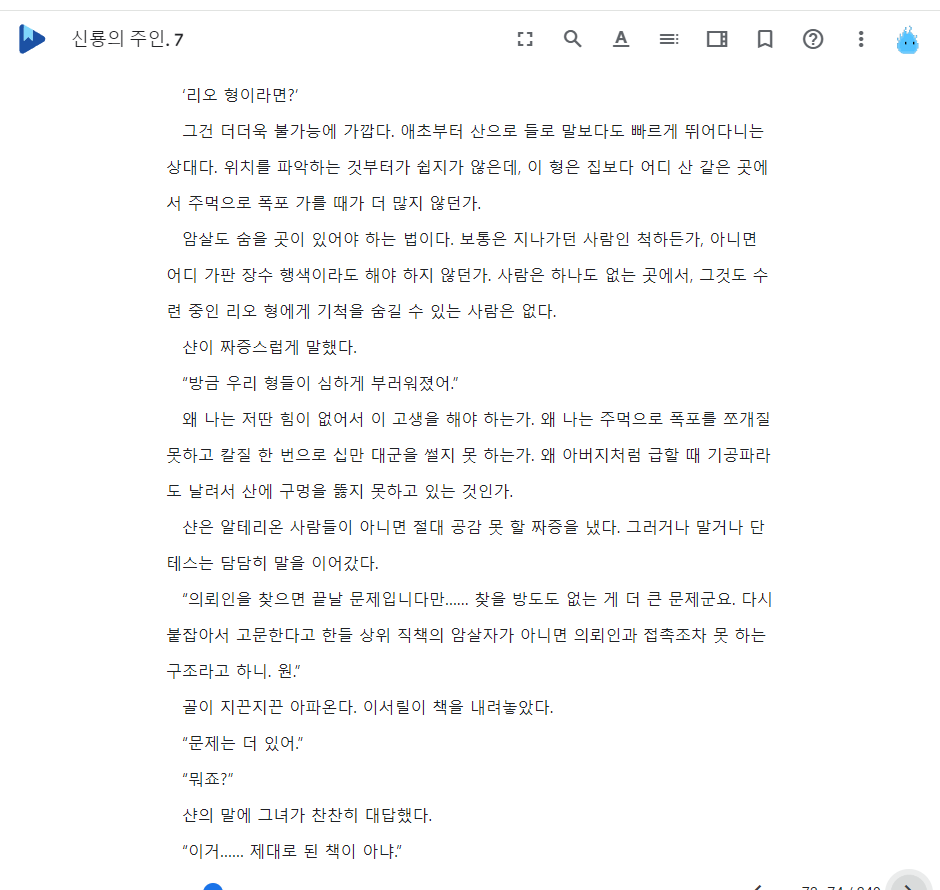 신룡의 주인. 7
‘리오 형이라면?’
그건 더더욱 불가능에 가깝다. 애초부터 산으로 들로 말보다도 빠르게 뛰어다니는
상대다. 위치를 파악하는 것부터가 쉽지가 않은데, 이 형은 집보다 어디 산 같은 곳에
서 주먹으로 폭포 가를 때가 더 많지 않던가.
암살도 숨을 곳이 있어야 하는 법이다. 보통은 지나가던 사람인 척하든가, 아니면
어디 가판 장수 행색이라도 해야 하지 않던가. 사람은 하나도 없는 곳에서, 그것도 수
련 중인 리오 형에게 기척을 숨길 수 있는 사람은 없다.
샨이 짜증스럽게 말했다.
“방금 우리 형들이 심하게 부러워졌어.”
왜 나는 저딴 힘이 없어서 이 고생을 해야 하는가. 왜 나는 주먹으로 폭포를 쪼개질
못하고 칼질 한 번으로 십만 대군을 썰지 못 하는가. 왜 아버지처럼 급할 때 기공파라
도 날려서 산에 구멍을 뚫지 못하고 있는 것인가.
샨은 알테리온 사람들이 아니면 절대 공감 못 할 짜증을 냈다. 그러거나 말거나 단
테스는 담담히 말을 이어갔다.
“의뢰인을 찾으면 끝날 문제입니다만...... 찾을 방도도 없는 게 더 큰 문제군요. 다시
붙잡아서 고문한다고 한들 상위 직책의 암살자가 아니면 의뢰인과 접촉조차 못 하는
구조라고 하니. 원.”
골이 지끈지끈 아파온다. 이서릴이 책을 내려놓았다.
“문제는 더 있어.”
“뭐죠?”
샨의 말에 그녀가 찬찬히 대답했다.
“이거...... 제대로 된 책이 아냐.”